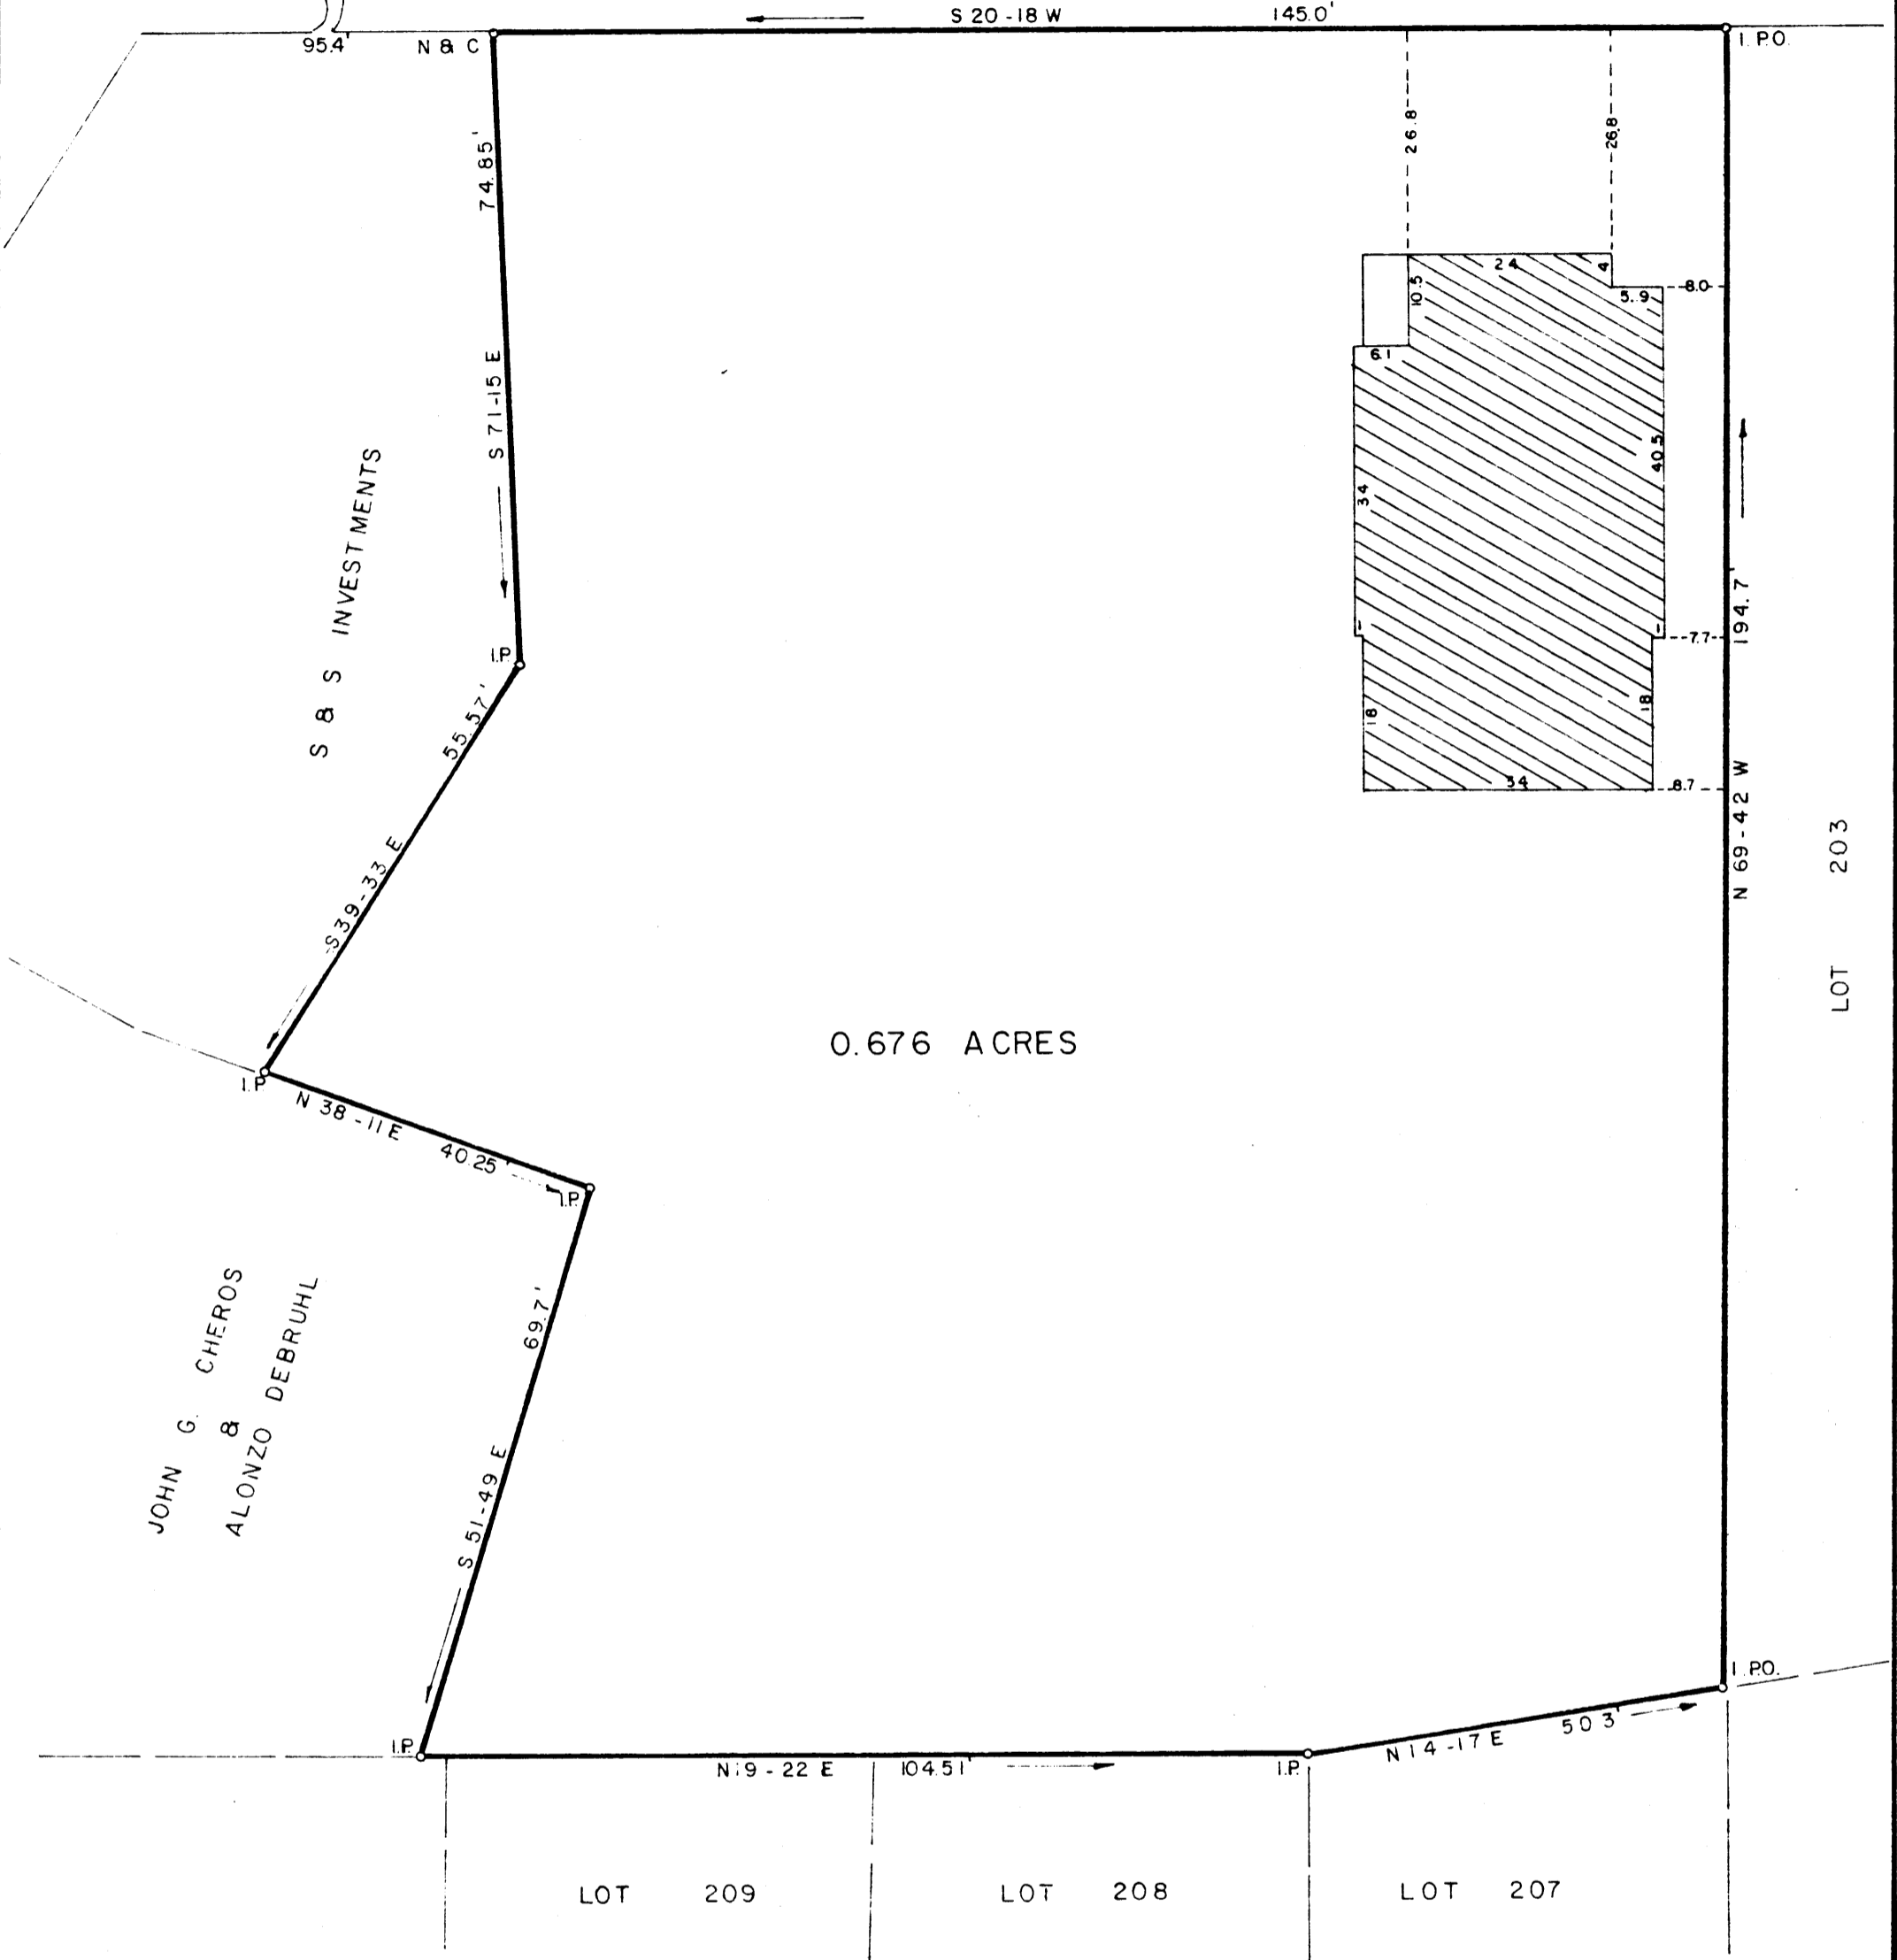 S 20 - 18 W 145.0'
95.4' N & C I. P.O.
74.85'
S 71-15 E
26.8
26.8
24
4
10.5
5.9
8.0
6.1
40.5
34
S & S INVESTMENTS
I.P.
7.7
194.7'
55.57'
18
18
34
8.7
N 69 - 42 W
LOT 203
S 39-33 E
0.676 ACRES
I.P.
N 38 - 11 E
40.25'
I.P.
69.7'
S 51 - 49 E
JOHN G. CHEROS
&
ALONZO DEBRUHL
I.P.O.
I.P.
N 19 - 22 E 104.51'
I.P.
N 14 - 17 E 50.3'
LOT 209
LOT 208
LOT 207